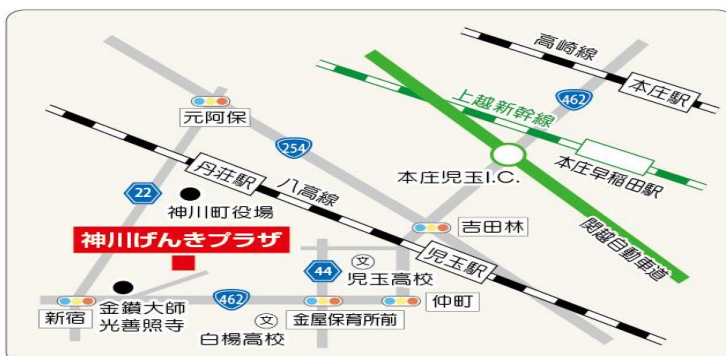 高崎線
本庄駅
462
上越新幹線
本庄早稲田駅
元阿保
254
本庄児玉I.C.
丹荘駅
八高線
22
神川町役場
吉田林
関越自動車道
神川げんきプラザ
児玉駅
44
文
児玉高校
462
新宿
金鑚大師
光善照寺
文
白楊高校
金屋保育所前
仲町